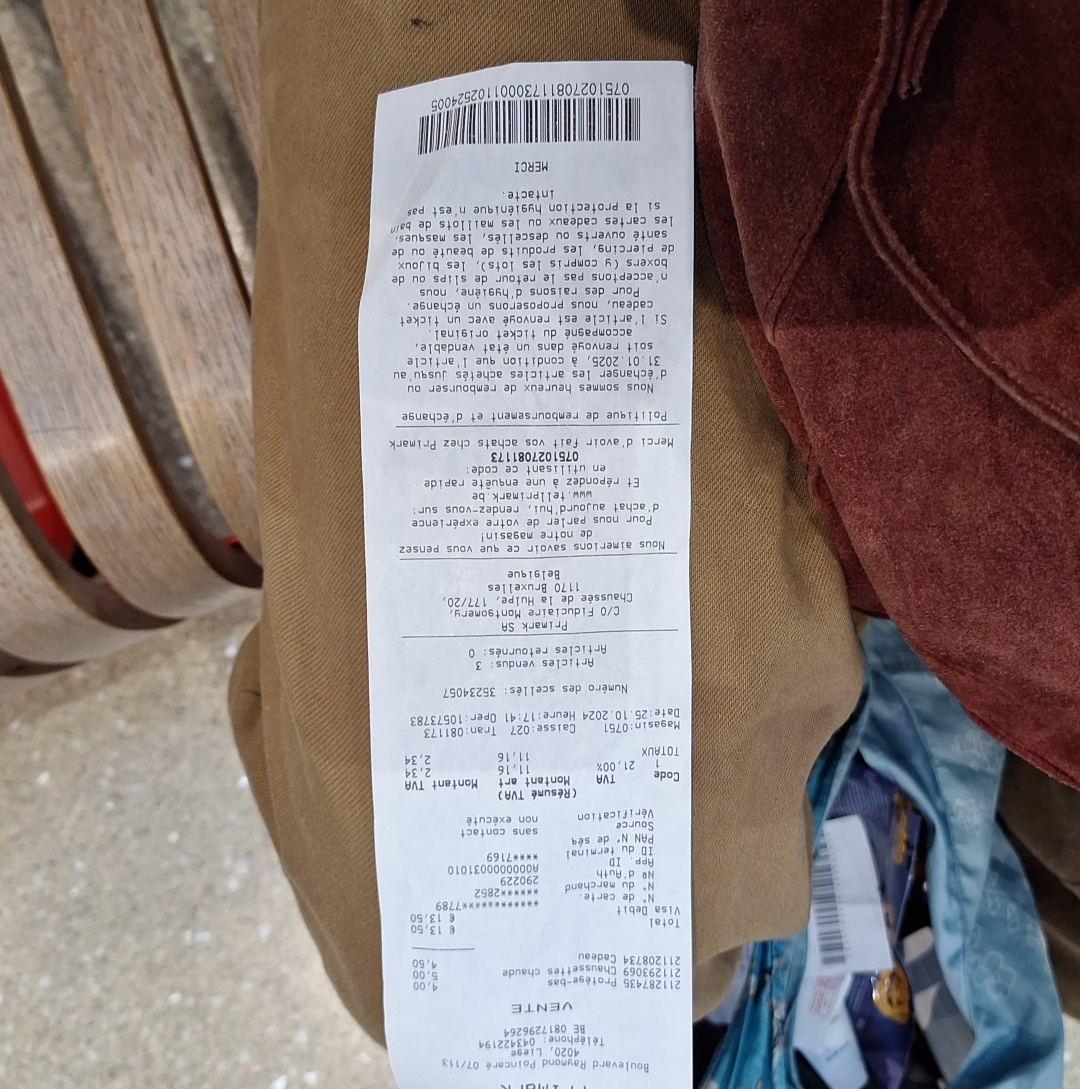 Boulevard Raymond Poincaré 07/113
4020, Liege
Téléphone: 043422194
BE 0817296264
VENTE
211287435 Protège-bas 4,00
211293069 Chaussettes chaude 5,00
211208734 Cadeau 4,50
Total € 13,50
Visa Debit € 13,50
N° de carte. ************7789
N° du marchand ******2852
Nº d'Auth 290229
App. ID A0000000031010
ID du terminal ****7169
PAN N° de séq
Source sans contact
Vérification non exécuté
(Résumé TVA)
Code TVA Montant art Montant TVA
1 21,00% 11,16 2,34
TOTAUX 11,16 2,34
Magasin:0751 Caisse:027 Tran:081173
Date:25.10.2024 Heure:17:41 Oper:10573783
Numéro des scellés: 35234057
Articles vendus: 3
Articles retournés: 0
Primark SA
C/O Fiduciaire Montgomery,
Chaussée de la Hulpe, 177/20,
1170 Bruxelles
Belgique
Nous aimerions savoir ce que vous pensez
de notre magasin!
Pour nous parler de votre expérience
d'achat aujourd'hui, rendez-vous sur:
www.tellprimark.be
Et répondez à une enquête rapide
en utilisant ce code:
0751027081173
Merci d'avoir fait vos achats chez Primark
Politique de remboursement et d'échange
Nous sommes heureux de rembourser ou
d'échanger les articles achetés jusqu'au
31.01.2025, à condition que l'article
soit renvoyé dans un état vendable,
accompagné du ticket original.
Si l'article est renvoyé avec un ticket
cadeau, nous proposons un échange.
Pour des raisons d'hygiène, nous
n'acceptons pas le retour de slips ou de
boxers (y compris les lots), les bijoux
de piercing, les produits de beauté ou de
santé ouverts ou descellés, les masques,
les cartes cadeaux ou les maillots de bain
si la protection hygiénique n'est pas
intacte.
MERCI
07510270811730001102524005